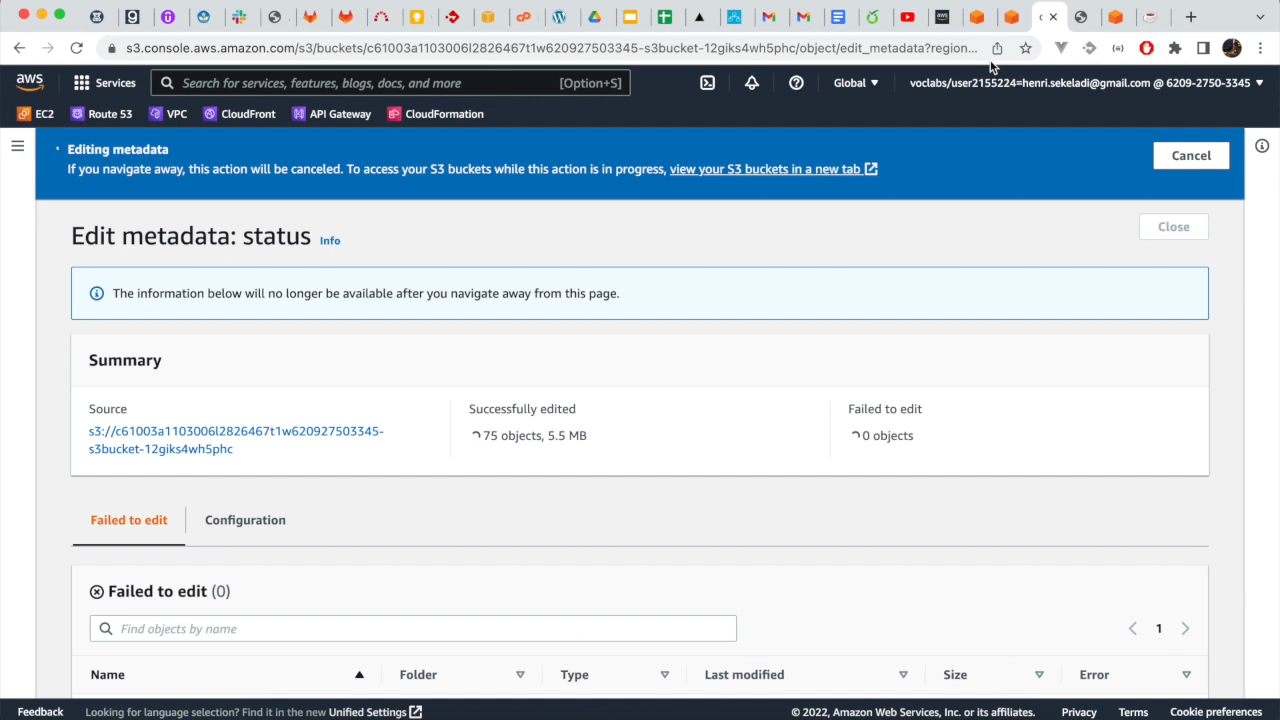 s3.console.aws.amazon.com/s3/buckets/c61003a1103006l2826467t1w620927503345-s3bucket-12giks4wh5phc/object/edit_metadata?region...
aws
Services
Search for services, features, blogs, docs, and more
[Option+S]
Global
voclabs/user2155224=henri.sekeladi@gmail.com @ 6209-2750-3345
EC2
Route 53
VPC
CloudFront
API Gateway
CloudFormation
Editing metadata
If you navigate away, this action will be canceled. To access your S3 buckets while this action is in progress, view your S3 buckets in a new tab
Cancel
Edit metadata: status
Info
Close
The information below will no longer be available after you navigate away from this page.
Summary
Source
s3://c61003a1103006l2826467t1w620927503345-
s3bucket-12giks4wh5phc
Successfully edited
75 objects, 5.5 MB
Failed to edit
0 objects
Failed to edit
Configuration
Failed to edit (0)
Find objects by name
1
Name
Folder
Type
Last modified
Size
Error
Feedback
Looking for language selection? Find it in the new Unified Settings
© 2022, Amazon Web Services, Inc. or its affiliates.
Privacy
Terms
Cookie preferences